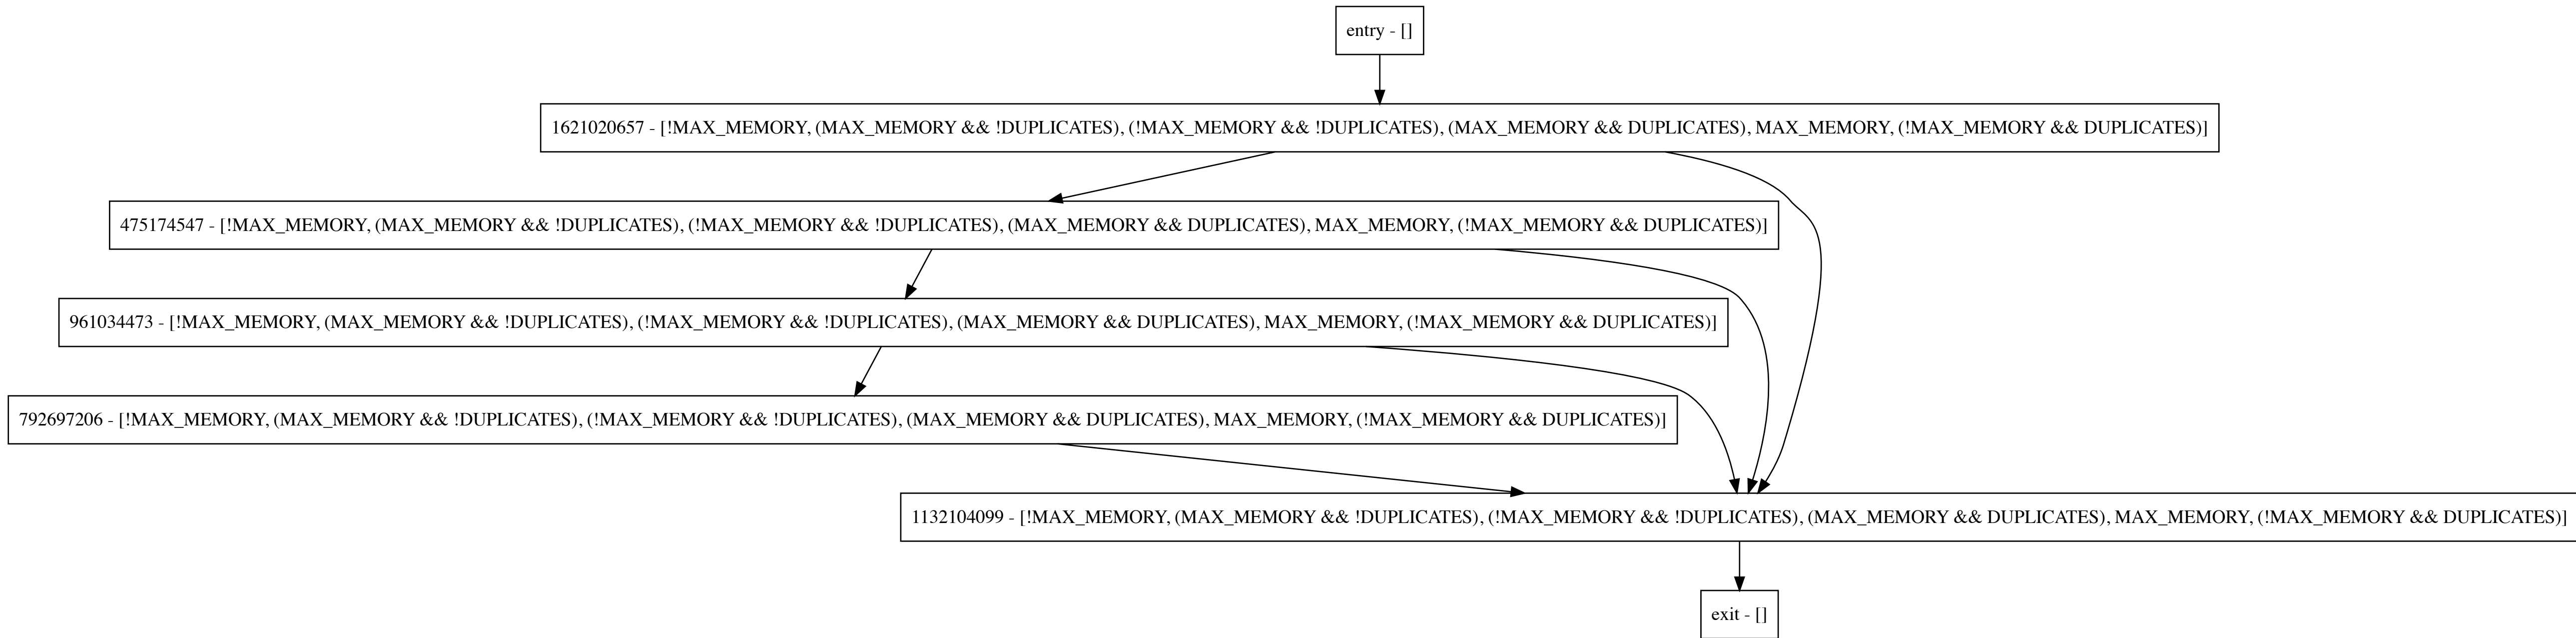 entry - []
1621020657 - [!MAX_MEMORY, (MAX_MEMORY && !DUPLICATES), (!MAX_MEMORY && !DUPLICATES), (MAX_MEMORY && DUPLICATES), MAX_MEMORY, (!MAX_MEMORY && DUPLICATES)]
475174547 - [!MAX_MEMORY, (MAX_MEMORY && !DUPLICATES), (!MAX_MEMORY && !DUPLICATES), (MAX_MEMORY && DUPLICATES), MAX_MEMORY, (!MAX_MEMORY && DUPLICATES)]
961034473 - [!MAX_MEMORY, (MAX_MEMORY && !DUPLICATES), (!MAX_MEMORY && !DUPLICATES), (MAX_MEMORY && DUPLICATES), MAX_MEMORY, (!MAX_MEMORY && DUPLICATES)]
792697206 - [!MAX_MEMORY, (MAX_MEMORY && !DUPLICATES), (!MAX_MEMORY && !DUPLICATES), (MAX_MEMORY && DUPLICATES), MAX_MEMORY, (!MAX_MEMORY && DUPLICATES)]
1132104099 - [!MAX_MEMORY, (MAX_MEMORY && !DUPLICATES), (!MAX_MEMORY && !DUPLICATES), (MAX_MEMORY && DUPLICATES), MAX_MEMORY, (!MAX_MEMORY && DUPLICATES)]
exit - []